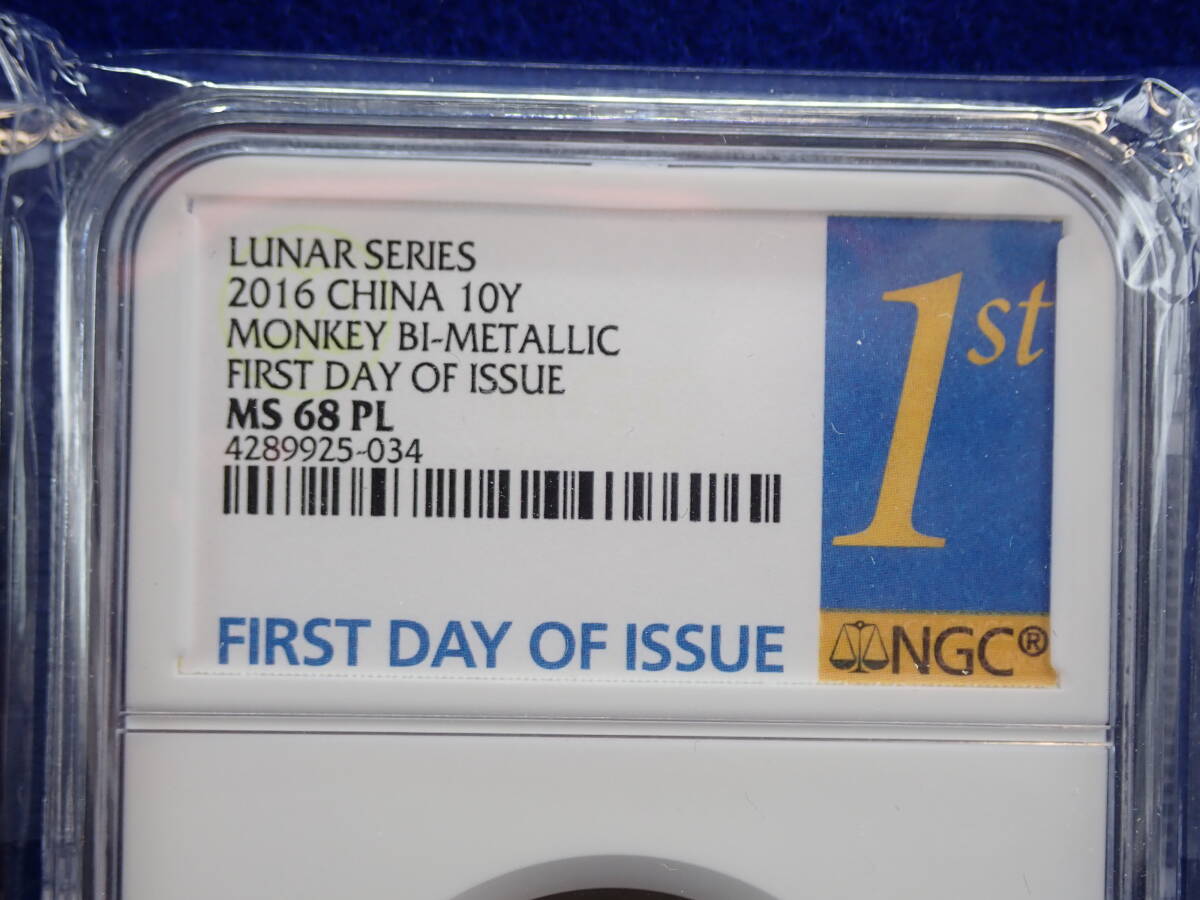 LUNAR SERIES
2016 CHINA 10Y
MONKEY BI-METALLIC
FIRST DAY OF ISSUE
MS 68 PL
4289925-034
FIRST DAY OF ISSUE
1st
NGC®